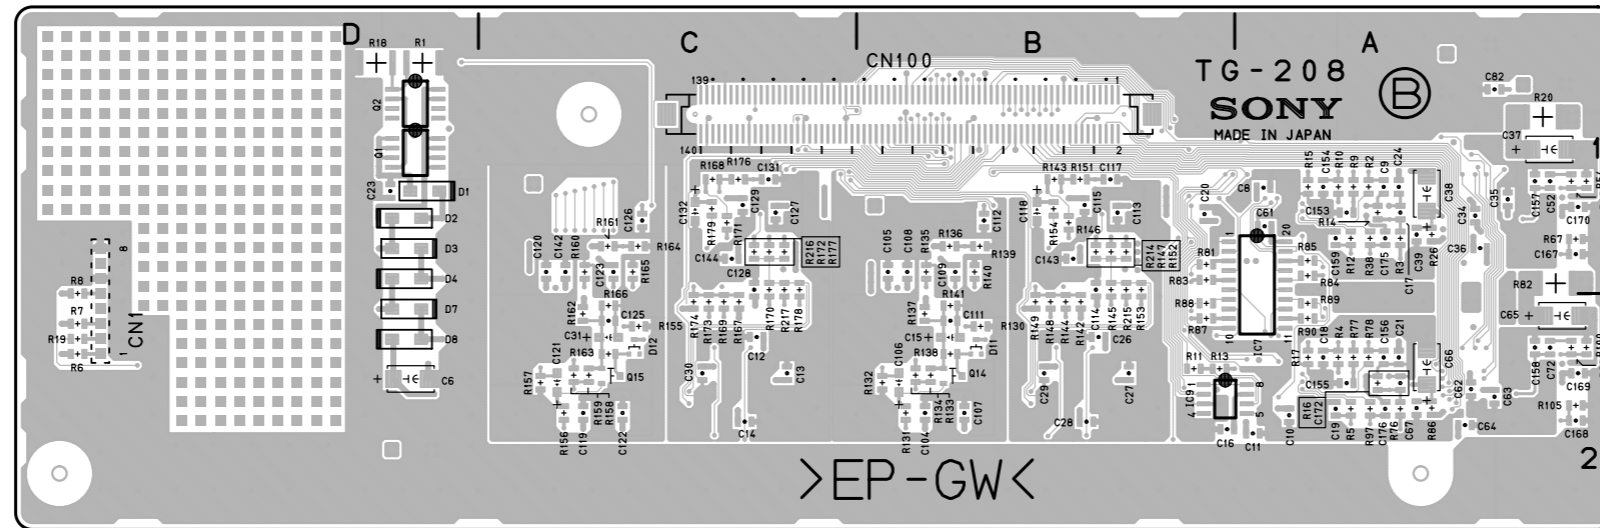 D
C
B
A
R18
R1
CN100
139
1
140
2
TG-208
SONY
MADE IN JAPAN
B
C82
R20
C37
1
Q2
Q1
C23
D1
D2
D3
D4
D7
D8
C6
8
1
CN1
R8
R7
R19
R6
R168
R176
C131
R143
R151
C117
R15
C154
R10
R9
R2
C9
C24
C38
C8
C20
C61
C153
R14
C34
C35
C36
C157
C52
C170
R67
C167
R161
C126
C132
C129
C127
R179
R171
C112
C118
C115
C113
R154
R146
C120
C142
R160
R164
C144
C128
R216
R172
R177
C105
C108
R135
R136
R139
C143
R214
R147
R152
1
20
R81
R83
R88
R87
R85
R84
R89
R90
C159
R12
R38
C175
R3
C17
C39
R26
C123
R165
R166
R162
C125
R155
R174
R173
R169
R167
R170
R217
R178
C109
R140
R141
R137
C111
R130
R149
R148
R144
R142
C114
R145
R215
R153
10
11
IC7
R82
C65
C31
D12
C12
C15
D11
C26
R17
C18
R4
R77
R78
C156
C21
C66
C121
R163
R157
Q15
C30
C13
C106
R138
R132
Q14
C29
C27
R11
R13
IC9
1
8
4
5
C155
C62
C63
C158
C72
C169
R105
C168
R159
R158
R156
C119
C122
C14
R134
R133
R131
C104
C107
C28
C16
C11
C10
R16
C172
C19
R5
R97
C176
R76
C67
R86
C64
2
>EP-GW<